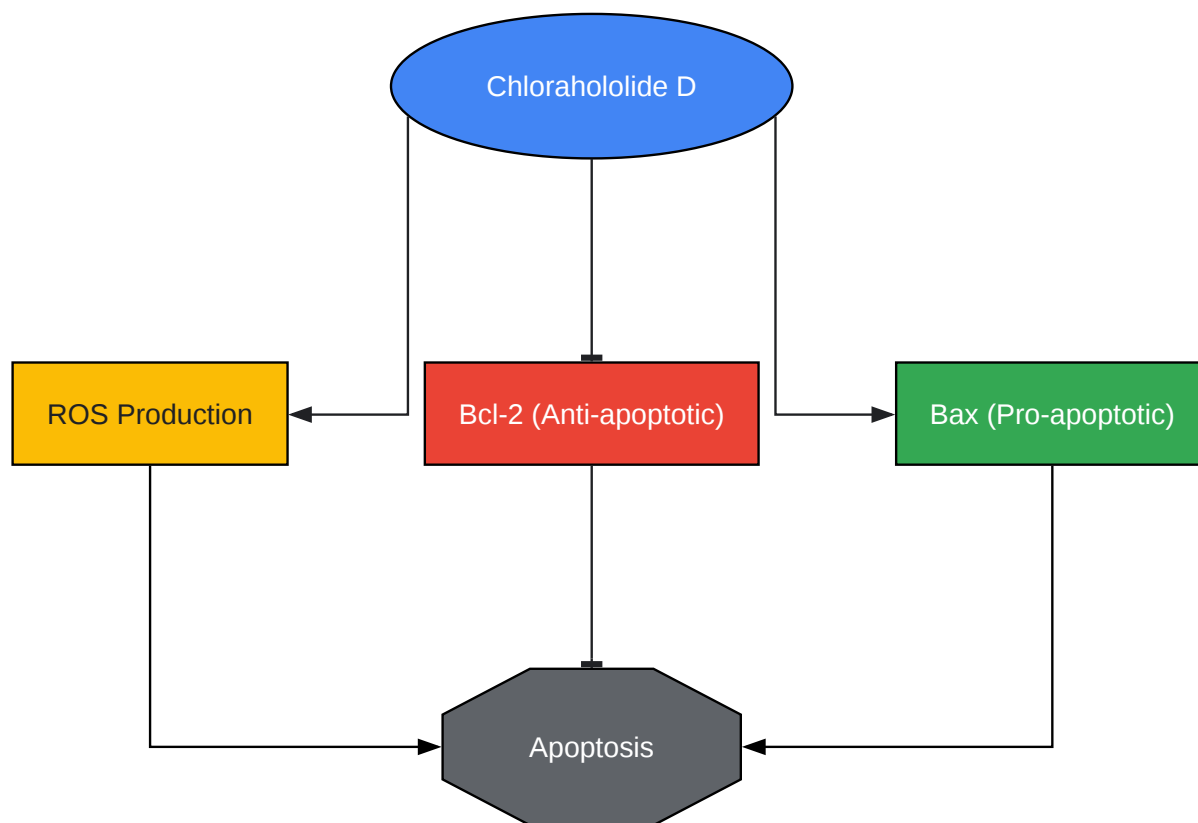 Chlorahololide D
ROS Production
Bcl-2 (Anti-apoptotic)
Bax (Pro-apoptotic)
Apoptosis